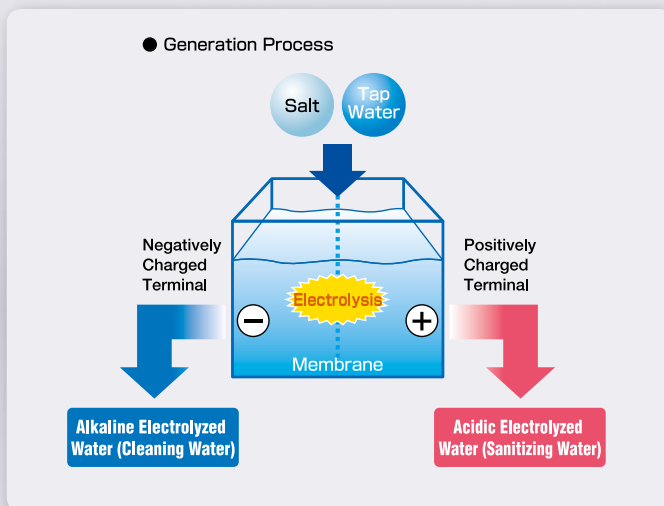 ● Generation Process
Salt
Tap
Water
Negatively
Charged
Terminal
Positively
Charged
Terminal
Electrolysis
−
+
Membrane
Alkaline Electrolyzed
Water (Cleaning Water)
Acidic Electrolyzed
Water (Sanitizing Water)